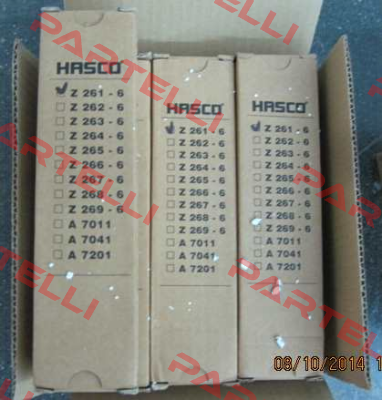 HASCO
Z 261 - 6
Z 262 - 6
Z 263 - 6
Z 264 - 6
Z 265 - 6
Z 266 - 6
Z 267 - 6
Z 268 - 6
Z 269 - 6
A 7011
A 7041
A 7201
HASCO
Z 261 - 6
Z 262 - 6
Z 263 - 6
Z 264 - 6
Z 265 - 6
Z 266 - 6
Z 267 - 6
Z 268 - 6
Z 269 - 6
A 7011
A 7041
A 7201
HASCO
Z 261 - 6
Z 262 - 6
Z 263 - 6
Z 264 - 6
Z 265 - 6
Z 266 - 6
Z 267 - 6
Z 268 - 6
Z 269 - 6
A 7011
A 7041
A 7201
PARTELLI
PARTELLI
PARTELLI
08/10/2014